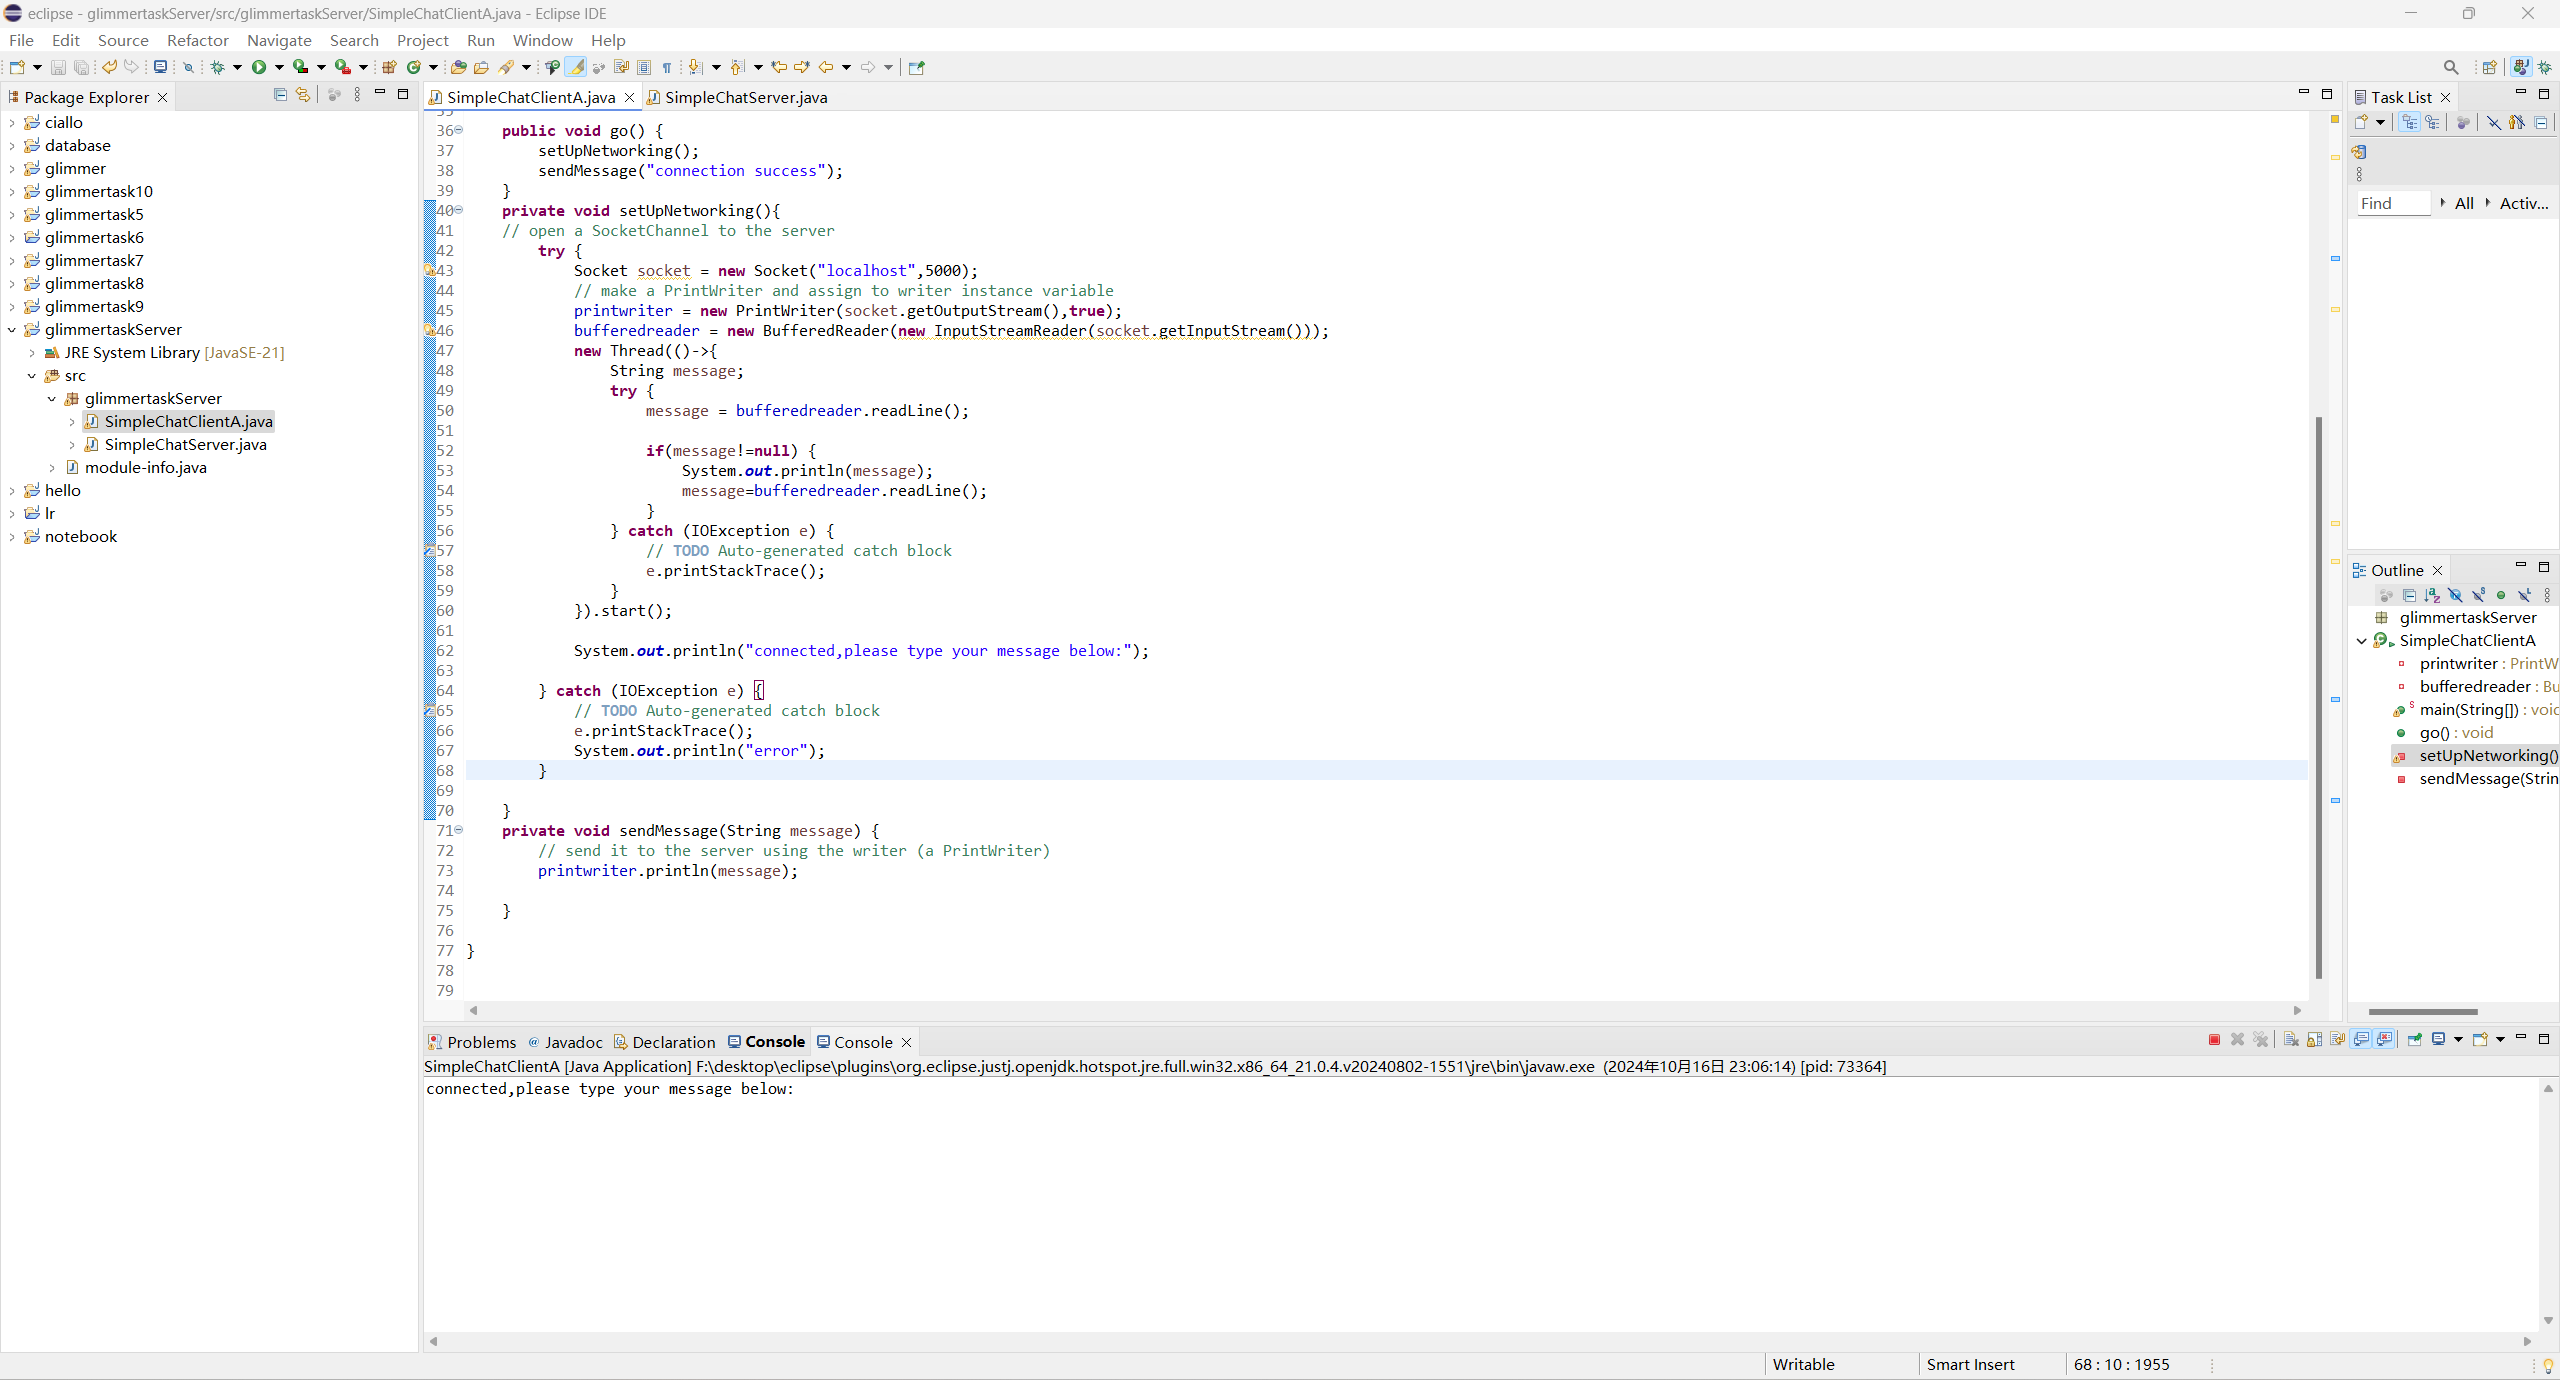 eclipse - glimmertaskServer/src/glimmertaskServer/SimpleChatClientA.java - Eclipse IDE
File Edit Source Refactor Navigate Search Project Run Window Help
Package Explorer
ciallo
database
glimmer
glimmertask10
glimmertask5
glimmertask6
glimmertask7
glimmertask8
glimmertask9
glimmertaskServer
JRE System Library [JavaSE-21]
src
glimmertaskServer
SimpleChatClientA.java
SimpleChatServer.java
module-info.java
hello
lr
notebook
SimpleChatClientA.java SimpleChatServer.java
36 public void go() {
37 setUpNetworking();
38 sendMessage("connection success");
39 }
40 private void setUpNetworking(){
41 // open a SocketChannel to the server
42 try {
43 Socket socket = new Socket("localhost",5000);
44 // make a PrintWriter and assign to writer instance variable
45 printwriter = new PrintWriter(socket.getOutputStream(),true);
46 bufferedreader = new BufferedReader(new InputStreamReader(socket.getInputStream()));
47 new Thread(()->{
48 String message;
49 try {
50 message = bufferedreader.readLine();
51
52 if(message!=null) {
53 System.out.println(message);
54 message=bufferedreader.readLine();
55 }
56 } catch (IOException e) {
57 // TODO Auto-generated catch block
58 e.printStackTrace();
59 }
60 }).start();
61
62 System.out.println("connected,please type your message below:");
63
64 } catch (IOException e) {
65 // TODO Auto-generated catch block
66 e.printStackTrace();
67 System.out.println("error");
68 }
69
70 }
71 private void sendMessage(String message) {
72 // send it to the server using the writer (a PrintWriter)
73 printwriter.println(message);
74
75 }
76
77 }
78
79
Task List
Find All Activ...
Outline
glimmertaskServer
SimpleChatClientA
printwriter : PrintW
bufferedreader : Bu
main(String[]) : voic
go() : void
setUpNetworking()
sendMessage(Strin
Problems Javadoc Declaration Console Console
SimpleChatClientA [Java Application] F:\desktop\eclipse\plugins\org.eclipse.justj.openjdk.hotspot.jre.full.win32.x86_64_21.0.4.v20240802-1551\jre\bin\javaw.exe (2024年10月16日 23:06:14) [pid: 73364]
connected,please type your message below:
Writable Smart Insert 68 : 10 : 1955